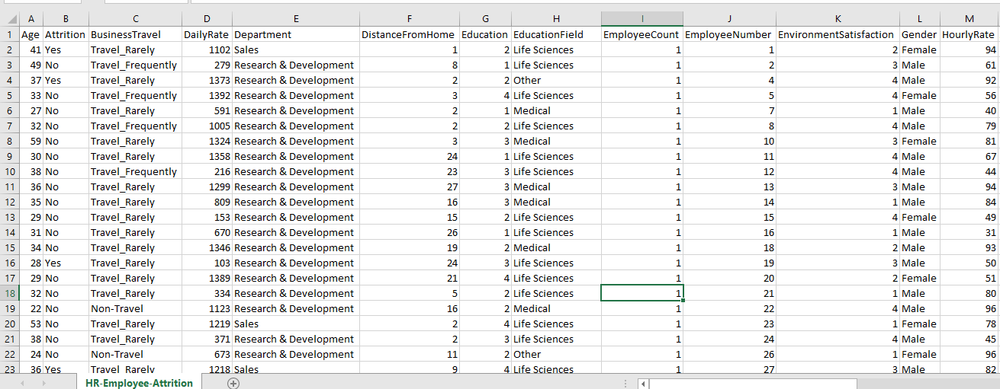 A B C D E F G H I J K L M
1 Age Attrition BusinessTravel DailyRate Department DistanceFromHome Education EducationField EmployeeCount EmployeeNumber EnvironmentSatisfaction Gender HourlyRate
2 41 Yes Travel_Rarely 1102 Sales 1 2 Life Sciences 1 1 2 Female 94
3 49 No Travel_Frequently 279 Research & Development 8 1 Life Sciences 1 2 3 Male 61
4 37 Yes Travel_Rarely 1373 Research & Development 2 2 Other 1 4 4 Male 92
5 33 No Travel_Frequently 1392 Research & Development 3 4 Life Sciences 1 5 4 Female 56
6 27 No Travel_Rarely 591 Research & Development 2 1 Medical 1 7 1 Male 40
7 32 No Travel_Frequently 1005 Research & Development 2 2 Life Sciences 1 8 4 Male 79
8 59 No Travel_Rarely 1324 Research & Development 3 3 Medical 1 10 3 Female 81
9 30 No Travel_Rarely 1358 Research & Development 24 1 Life Sciences 1 11 4 Male 67
10 38 No Travel_Frequently 216 Research & Development 23 3 Life Sciences 1 12 4 Male 44
11 36 No Travel_Rarely 1299 Research & Development 27 3 Medical 1 13 3 Male 94
12 35 No Travel_Rarely 809 Research & Development 16 3 Medical 1 14 1 Male 84
13 29 No Travel_Rarely 153 Research & Development 15 2 Life Sciences 1 15 4 Female 49
14 31 No Travel_Rarely 670 Research & Development 26 1 Life Sciences 1 16 1 Male 31
15 34 No Travel_Rarely 1346 Research & Development 19 2 Medical 1 18 2 Male 93
16 28 Yes Travel_Rarely 103 Research & Development 24 3 Life Sciences 1 19 3 Male 50
17 29 No Travel_Rarely 1389 Research & Development 21 4 Life Sciences 1 20 2 Female 51
18 32 No Travel_Rarely 334 Research & Development 5 2 Life Sciences 1 21 1 Male 80
19 22 No Non-Travel 1123 Research & Development 16 2 Medical 1 22 4 Male 96
20 53 No Travel_Rarely 1219 Sales 2 4 Life Sciences 1 23 1 Female 78
21 38 No Travel_Rarely 371 Research & Development 2 3 Life Sciences 1 24 4 Male 45
22 24 No Non-Travel 673 Research & Development 11 2 Other 1 26 1 Female 96
23 36 Yes Travel_Rarely 1218 Sales 9 4 Life Sciences 1 27 3 Male 82
HR-Employee-Attrition